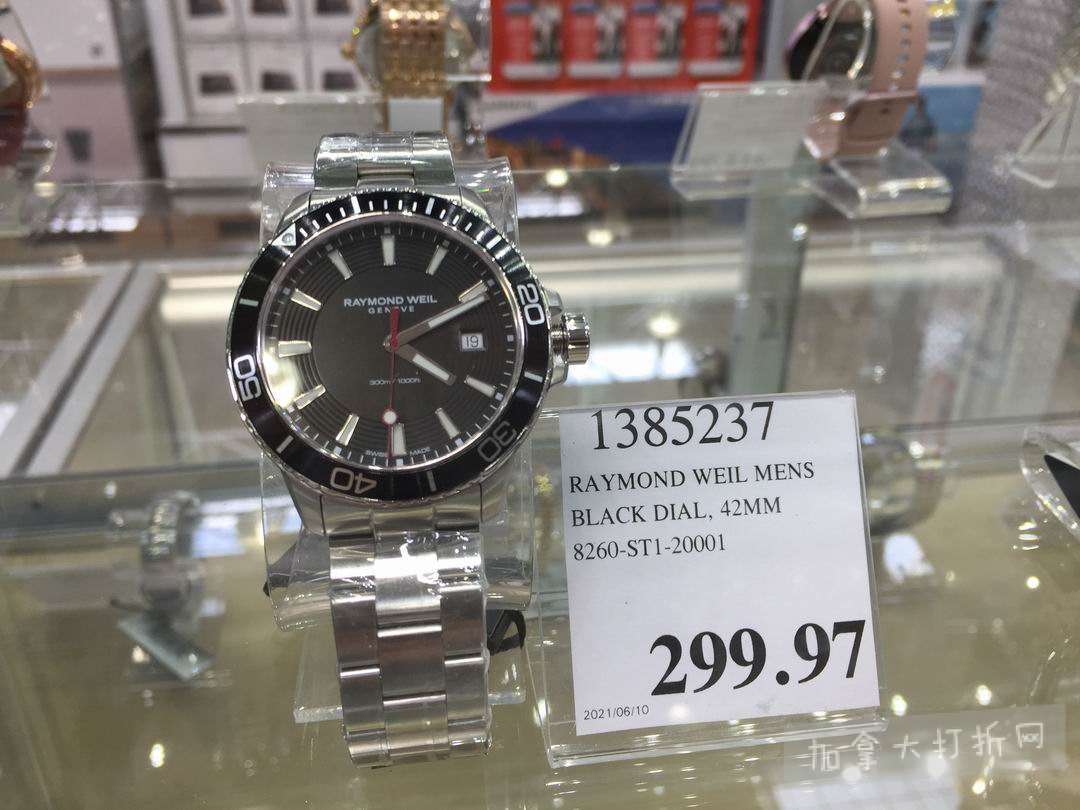 RAYMOND WEIL
GENEVE
19
300m/1000ft
SWISS MADE
20
30
40
50
1385237
RAYMOND WEIL MENS
BLACK DIAL, 42MM
8260-ST1-20001
299.97
2021/06/10
加拿大打折网